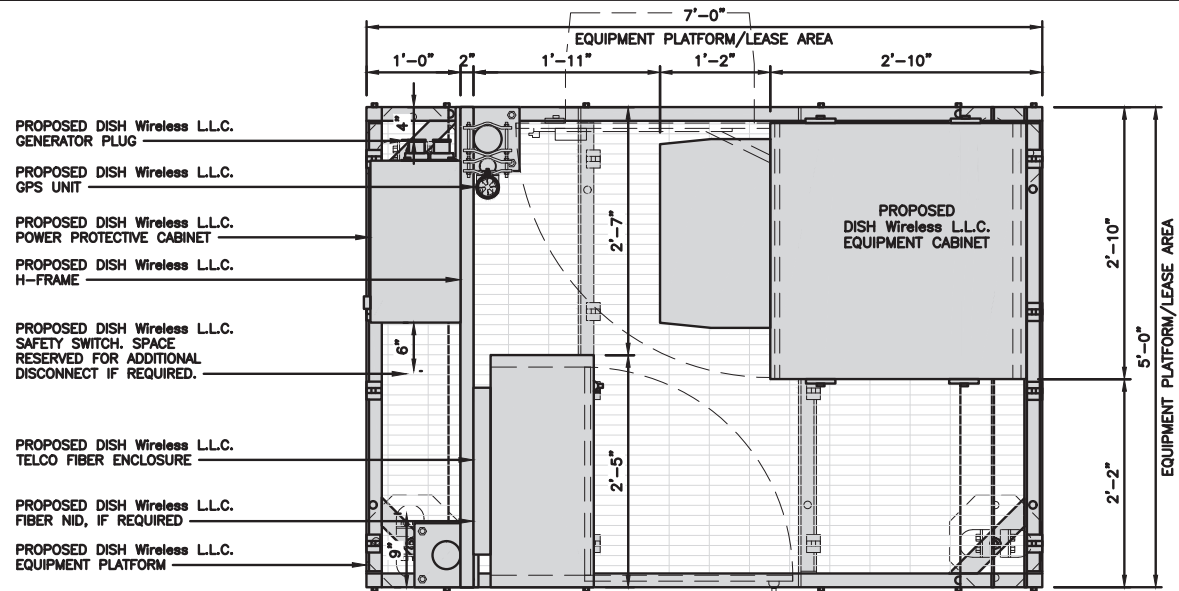 7'-0"
EQUIPMENT PLATFORM/LEASE AREA
1'-0"
2"
1'-11"
1'-2"
2'-10"
PROPOSED DISH Wireless L.L.C.
GENERATOR PLUG
4"
PROPOSED DISH Wireless L.L.C.
GPS UNIT
PROPOSED DISH Wireless L.L.C.
POWER PROTECTIVE CABINET
PROPOSED DISH Wireless L.L.C.
H-FRAME
PROPOSED DISH Wireless L.L.C.
SAFETY SWITCH. SPACE
RESERVED FOR ADDITIONAL
DISCONNECT IF REQUIRED.
6"
PROPOSED DISH Wireless L.L.C.
TELCO FIBER ENCLOSURE
PROPOSED DISH Wireless L.L.C.
FIBER NID, IF REQUIRED
PROPOSED DISH Wireless L.L.C.
EQUIPMENT PLATFORM
9"
2'-7"
2'-5"
PROPOSED
DISH Wireless L.L.C.
EQUIPMENT CABINET
2'-10"
2'-2"
5'-0"
EQUIPMENT PLATFORM/LEASE AREA